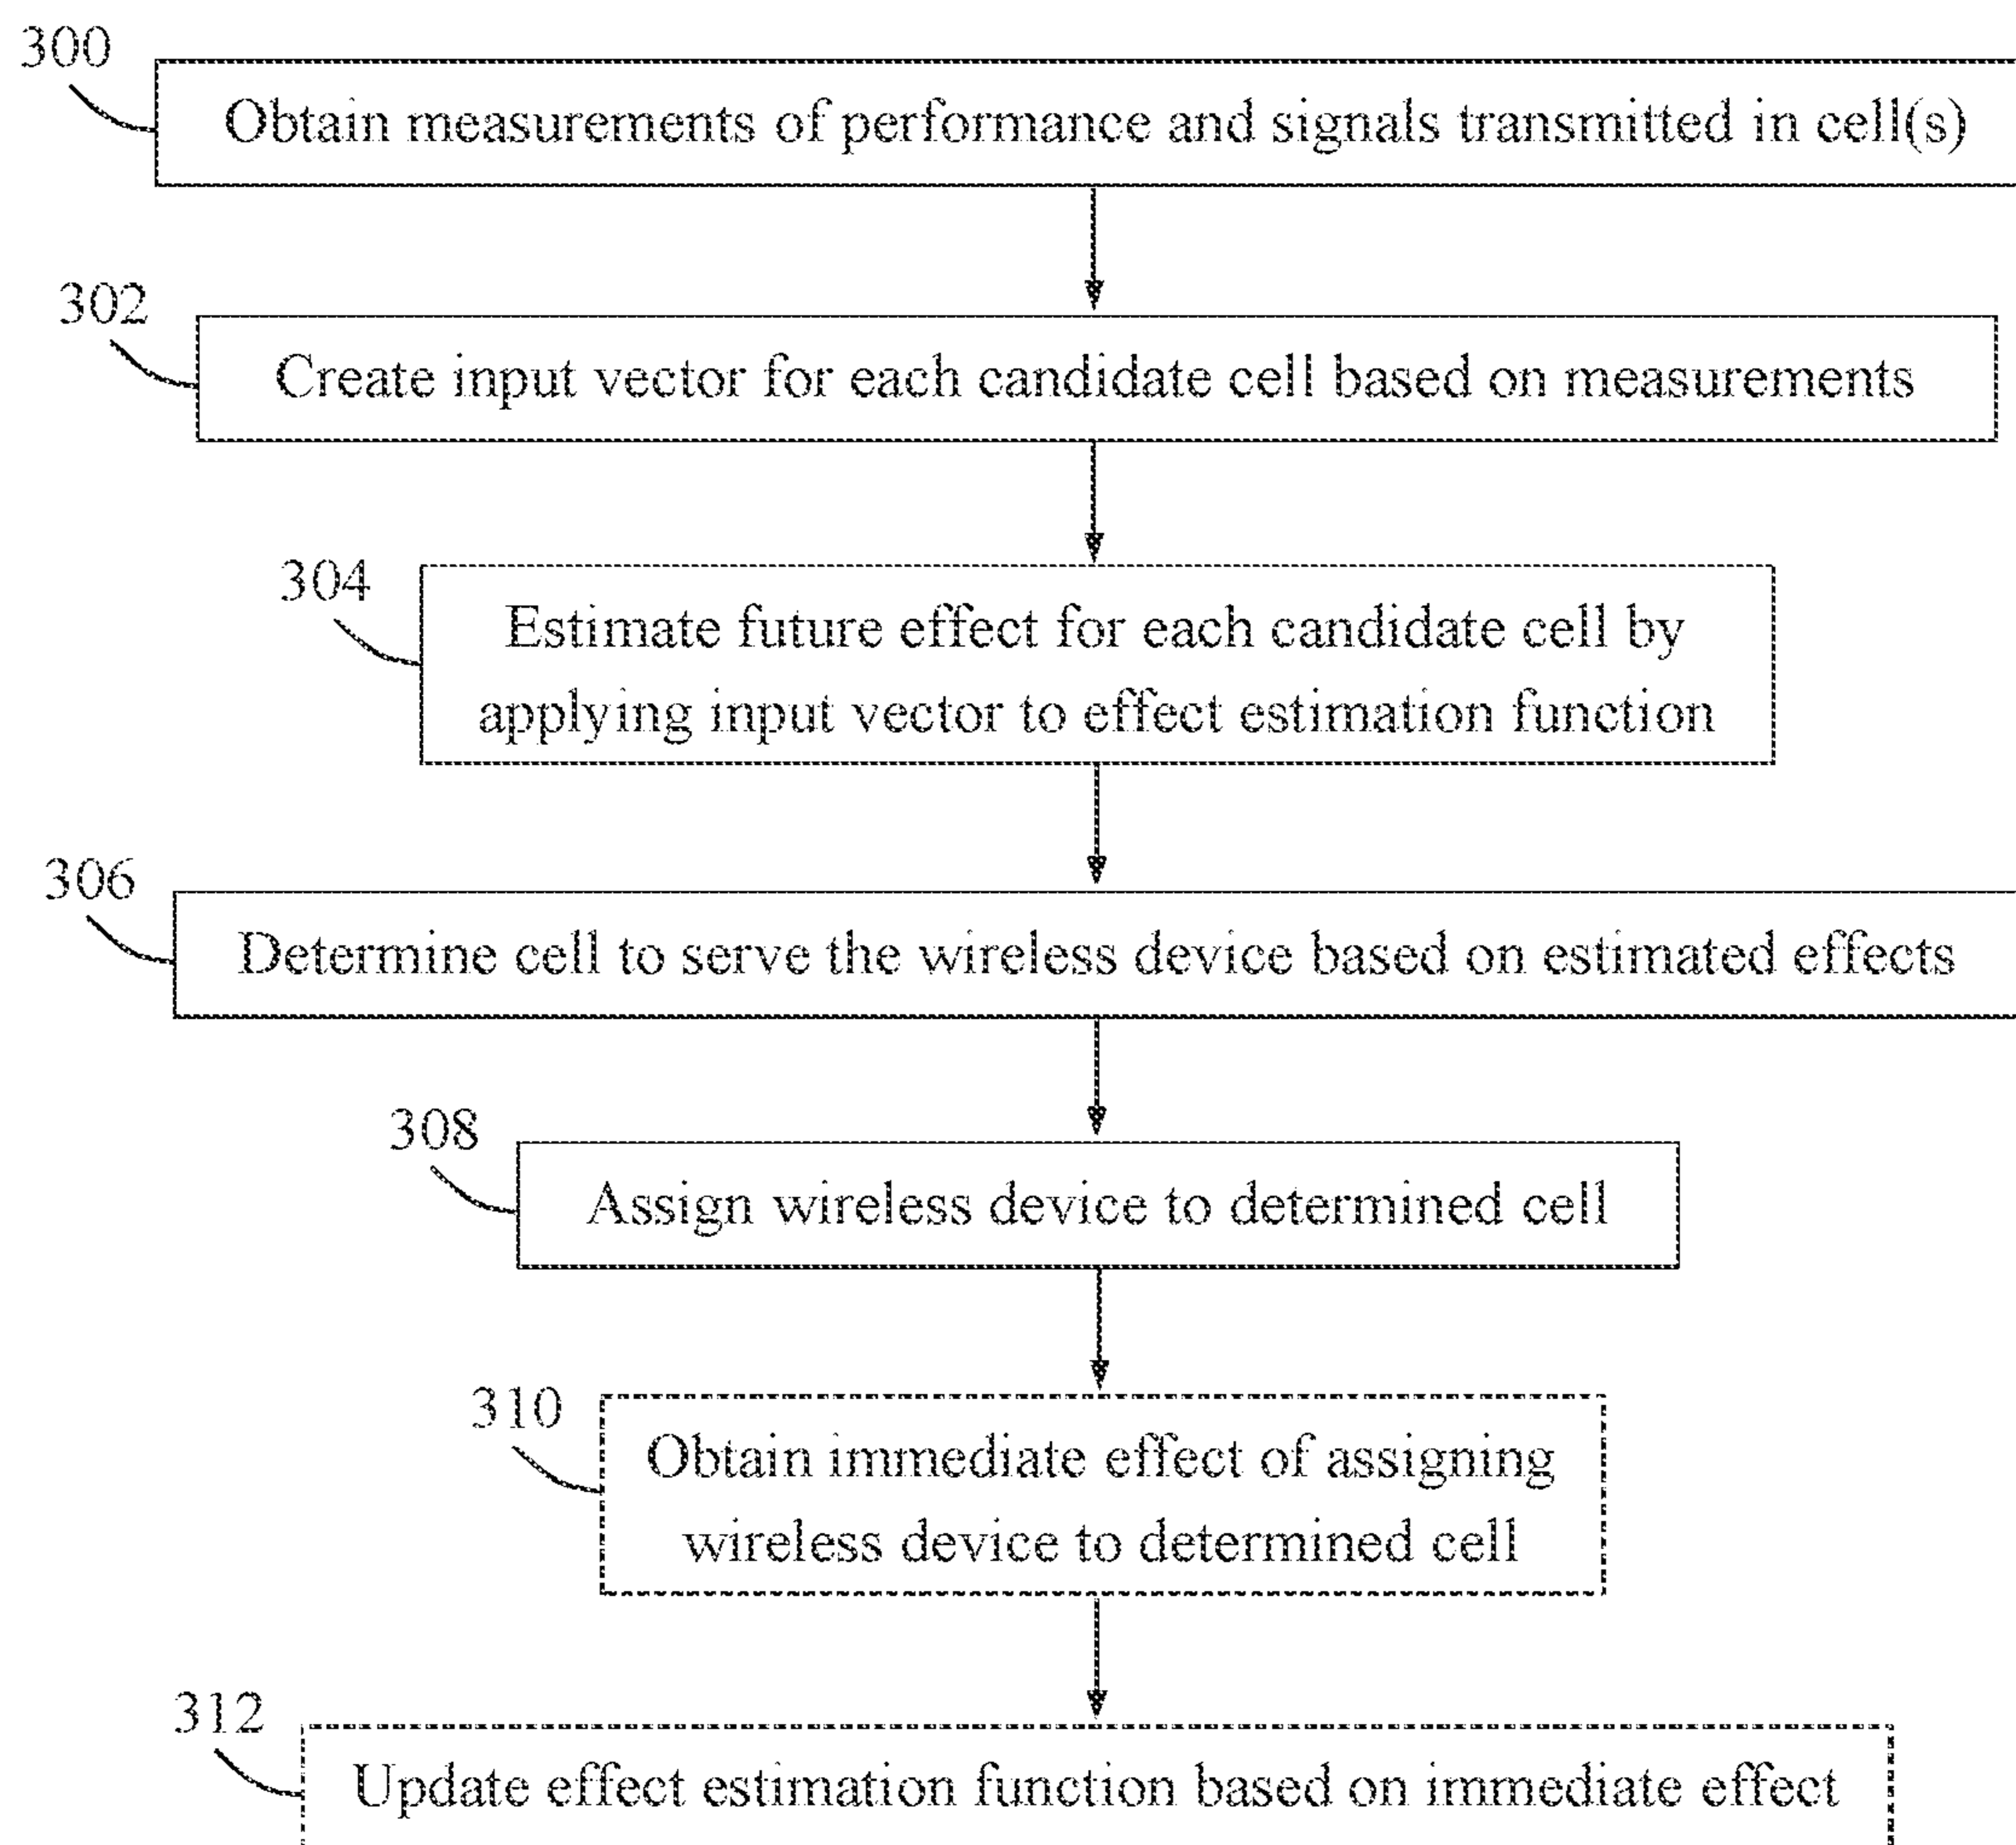 300
Obtain measurements of performance and signals transmitted in cell(s)
302
Create input vector for each candidate cell based on measurements
304
Estimate future effect for each candidate cell by
applying input vector to effect estimation function
306
Determine cell to serve the wireless device based on estimated effects
308
Assign wireless device to determined cell
310
Obtain immediate effect of assigning
wireless device to determined cell
312
Update effect estimation function based on immediate effect